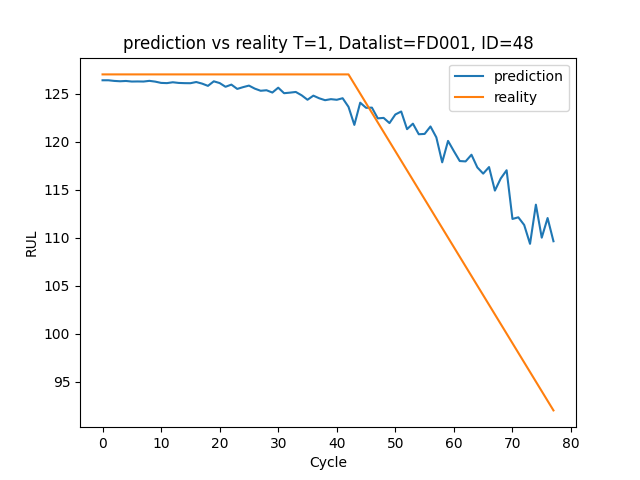 prediction vs reality T=1, Datalist=FD001, ID=48
prediction
reality
RUL
125
120
115
110
105
100
95
0 10 20 30 40 50 60 70 80
Cycle